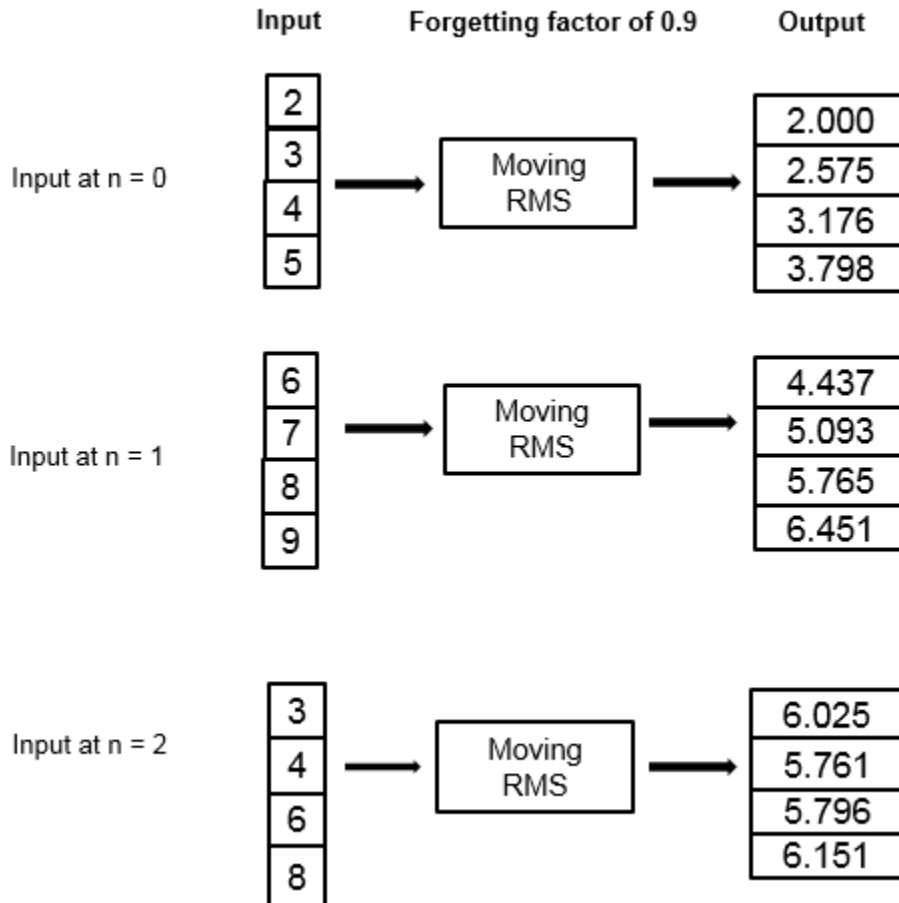 Input Forgetting factor of 0.9 Output
Input at n = 0
2
3
4
5
Moving
RMS
2.000
2.575
3.176
3.798
Input at n = 1
6
7
8
9
Moving
RMS
4.437
5.093
5.765
6.451
Input at n = 2
3
4
6
8
Moving
RMS
6.025
5.761
5.796
6.151